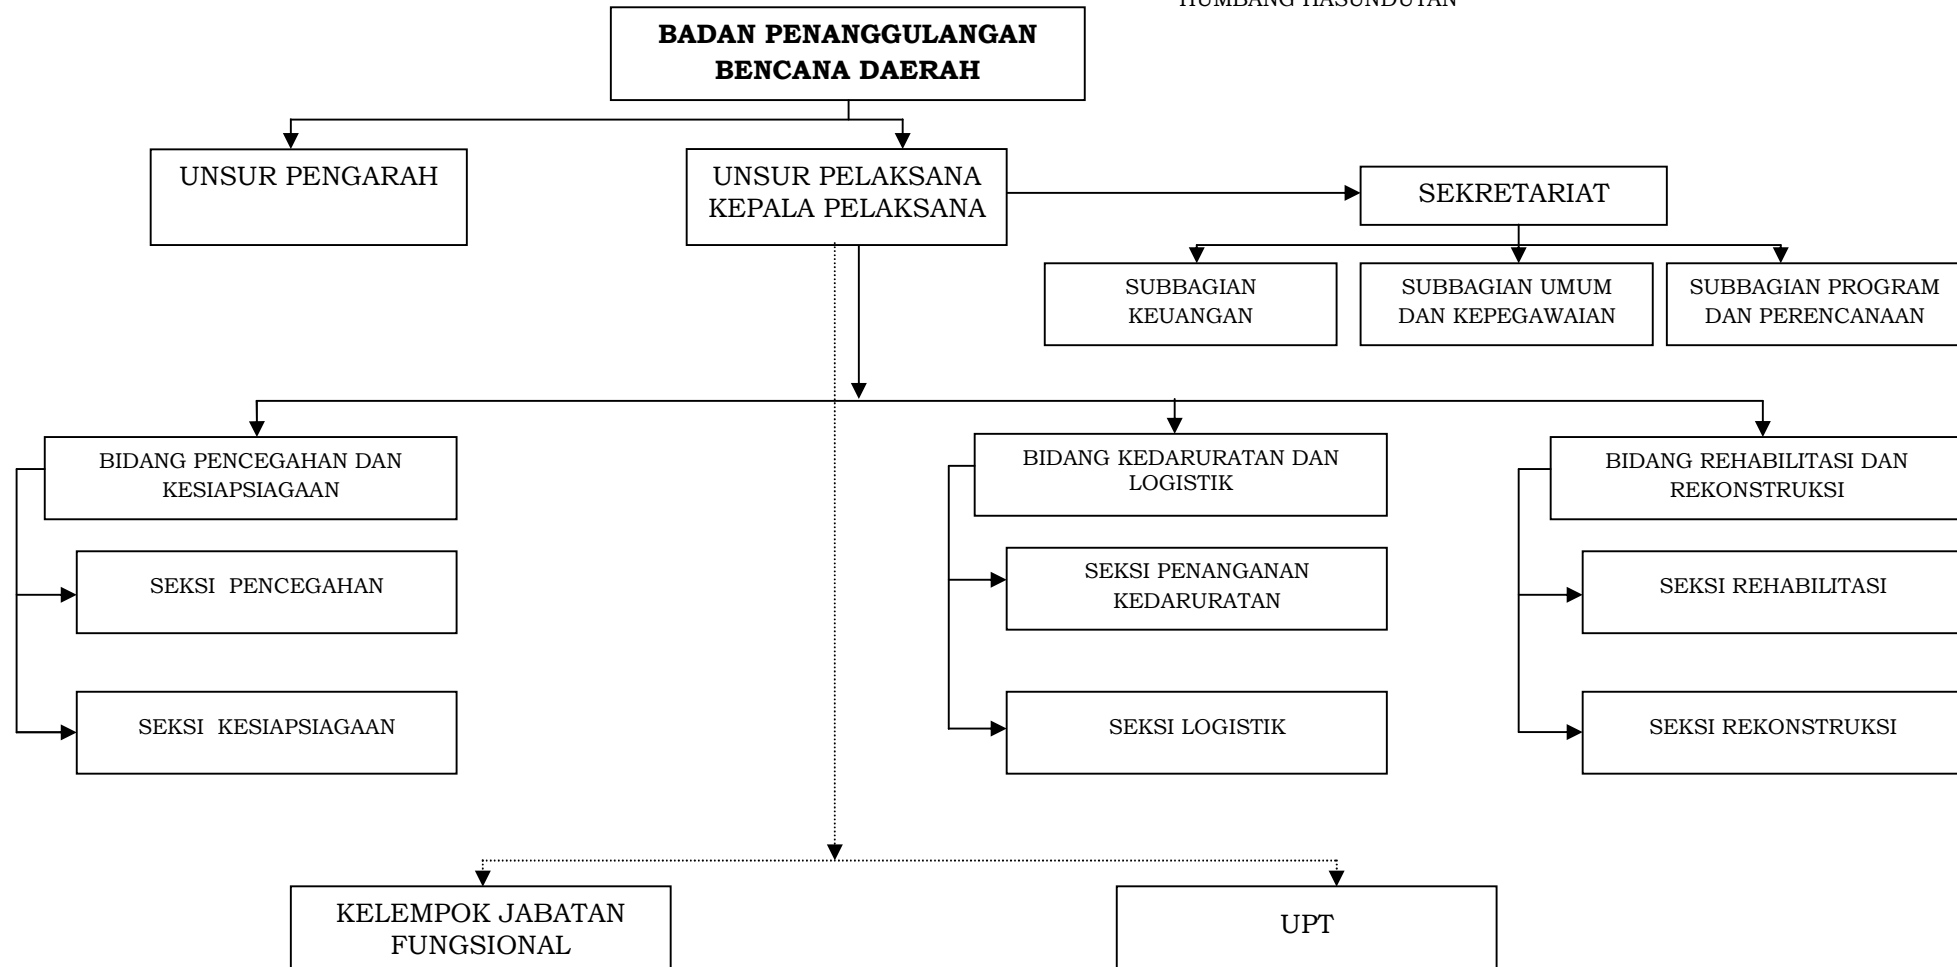 HUMBANG HASUNDUTAN
BADAN PENANGGULANGAN
BENCANA DAERAH
UNSUR PENGARAH
UNSUR PELAKSANA
KEPALA PELAKSANA
SEKRETARIAT
SUBBAGIAN
KEUANGAN
SUBBAGIAN UMUM
DAN KEPEGAWAIAN
SUBBAGIAN PROGRAM
DAN PERENCANAAN
BIDANG PENCEGAHAN DAN
KESIAPSIAGAAN
BIDANG KEDARURATAN DAN
LOGISTIK
BIDANG REHABILITASI DAN
REKONSTRUKSI
SEKSI PENCEGAHAN
SEKSI PENANGANAN
KEDARURATAN
SEKSI REHABILITASI
SEKSI KESIAPSIAGAAN
SEKSI LOGISTIK
SEKSI REKONSTRUKSI
KELEMPOK JABATAN
FUNGSIONAL
UPT